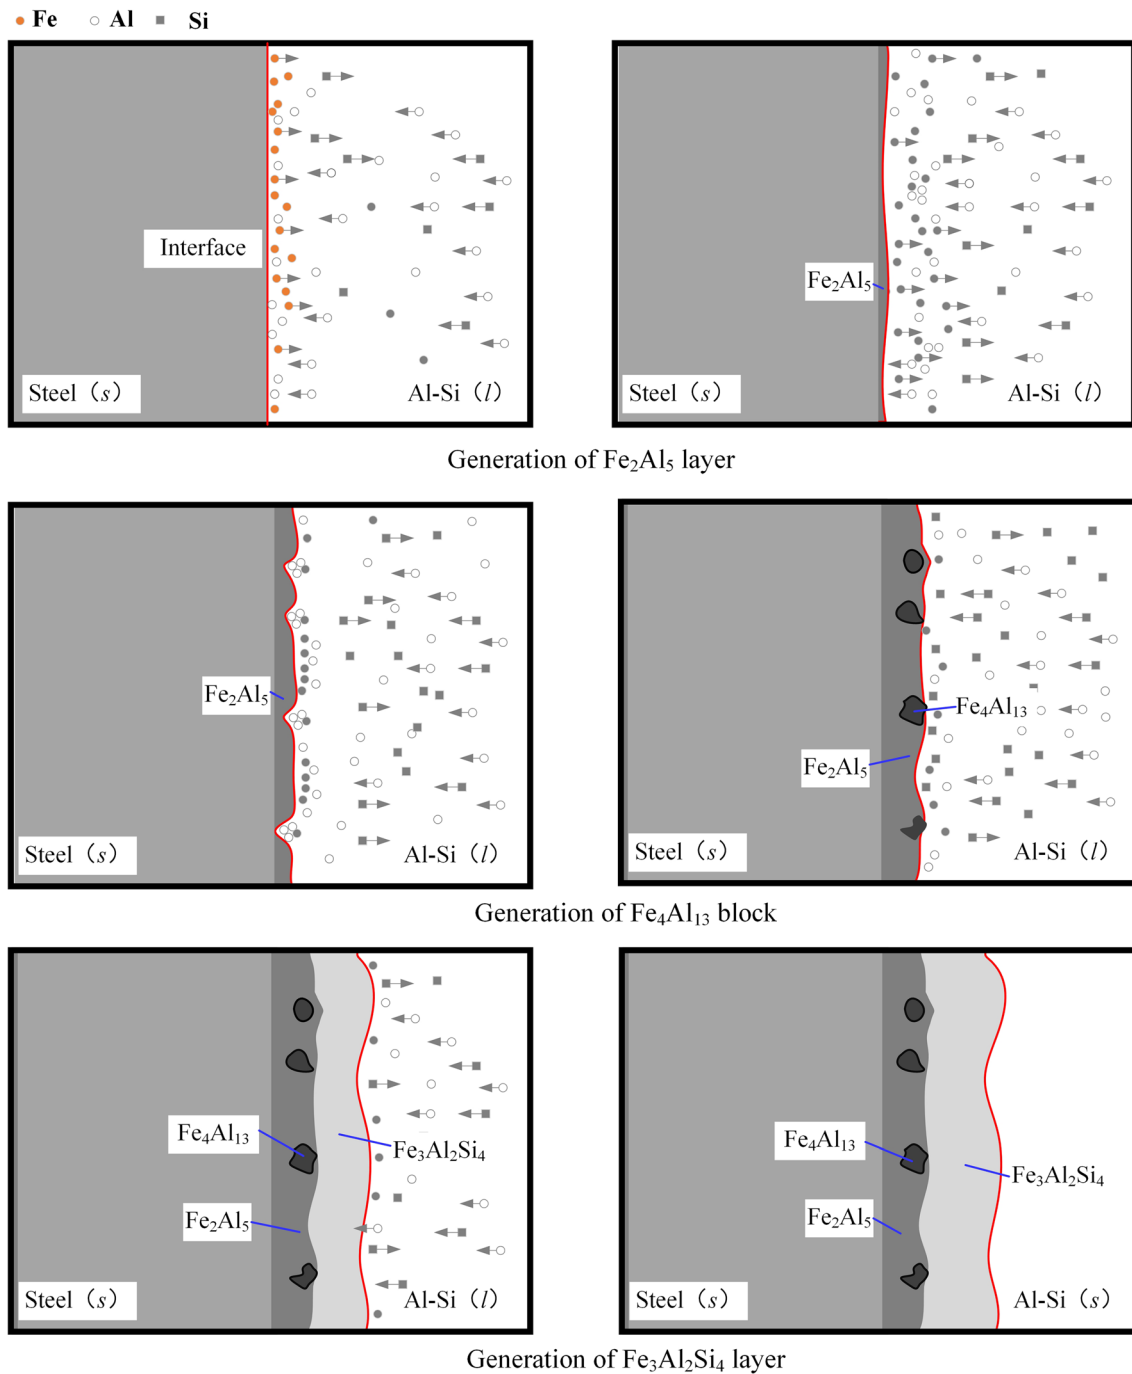 Fe Al Si
Interface
Steel（s） Al-Si（l）
Fe₂Al₅
Steel（s） Al-Si（l）
Generation of Fe₂Al₅ layer
Fe₂Al₅
Steel（s） Al-Si（l）
Fe₄Al₁₃
Fe₂Al₅
Steel（s） Al-Si（l）
Generation of Fe₄Al₁₃ block
Fe₄Al₁₃
Fe₃Al₂Si₄
Fe₂Al₅
Steel（s） Al-Si（l）
Fe₄Al₁₃
Fe₃Al₂Si₄
Fe₂Al₅
Steel（s） Al-Si（s）
Generation of Fe₃Al₂Si₄ layer